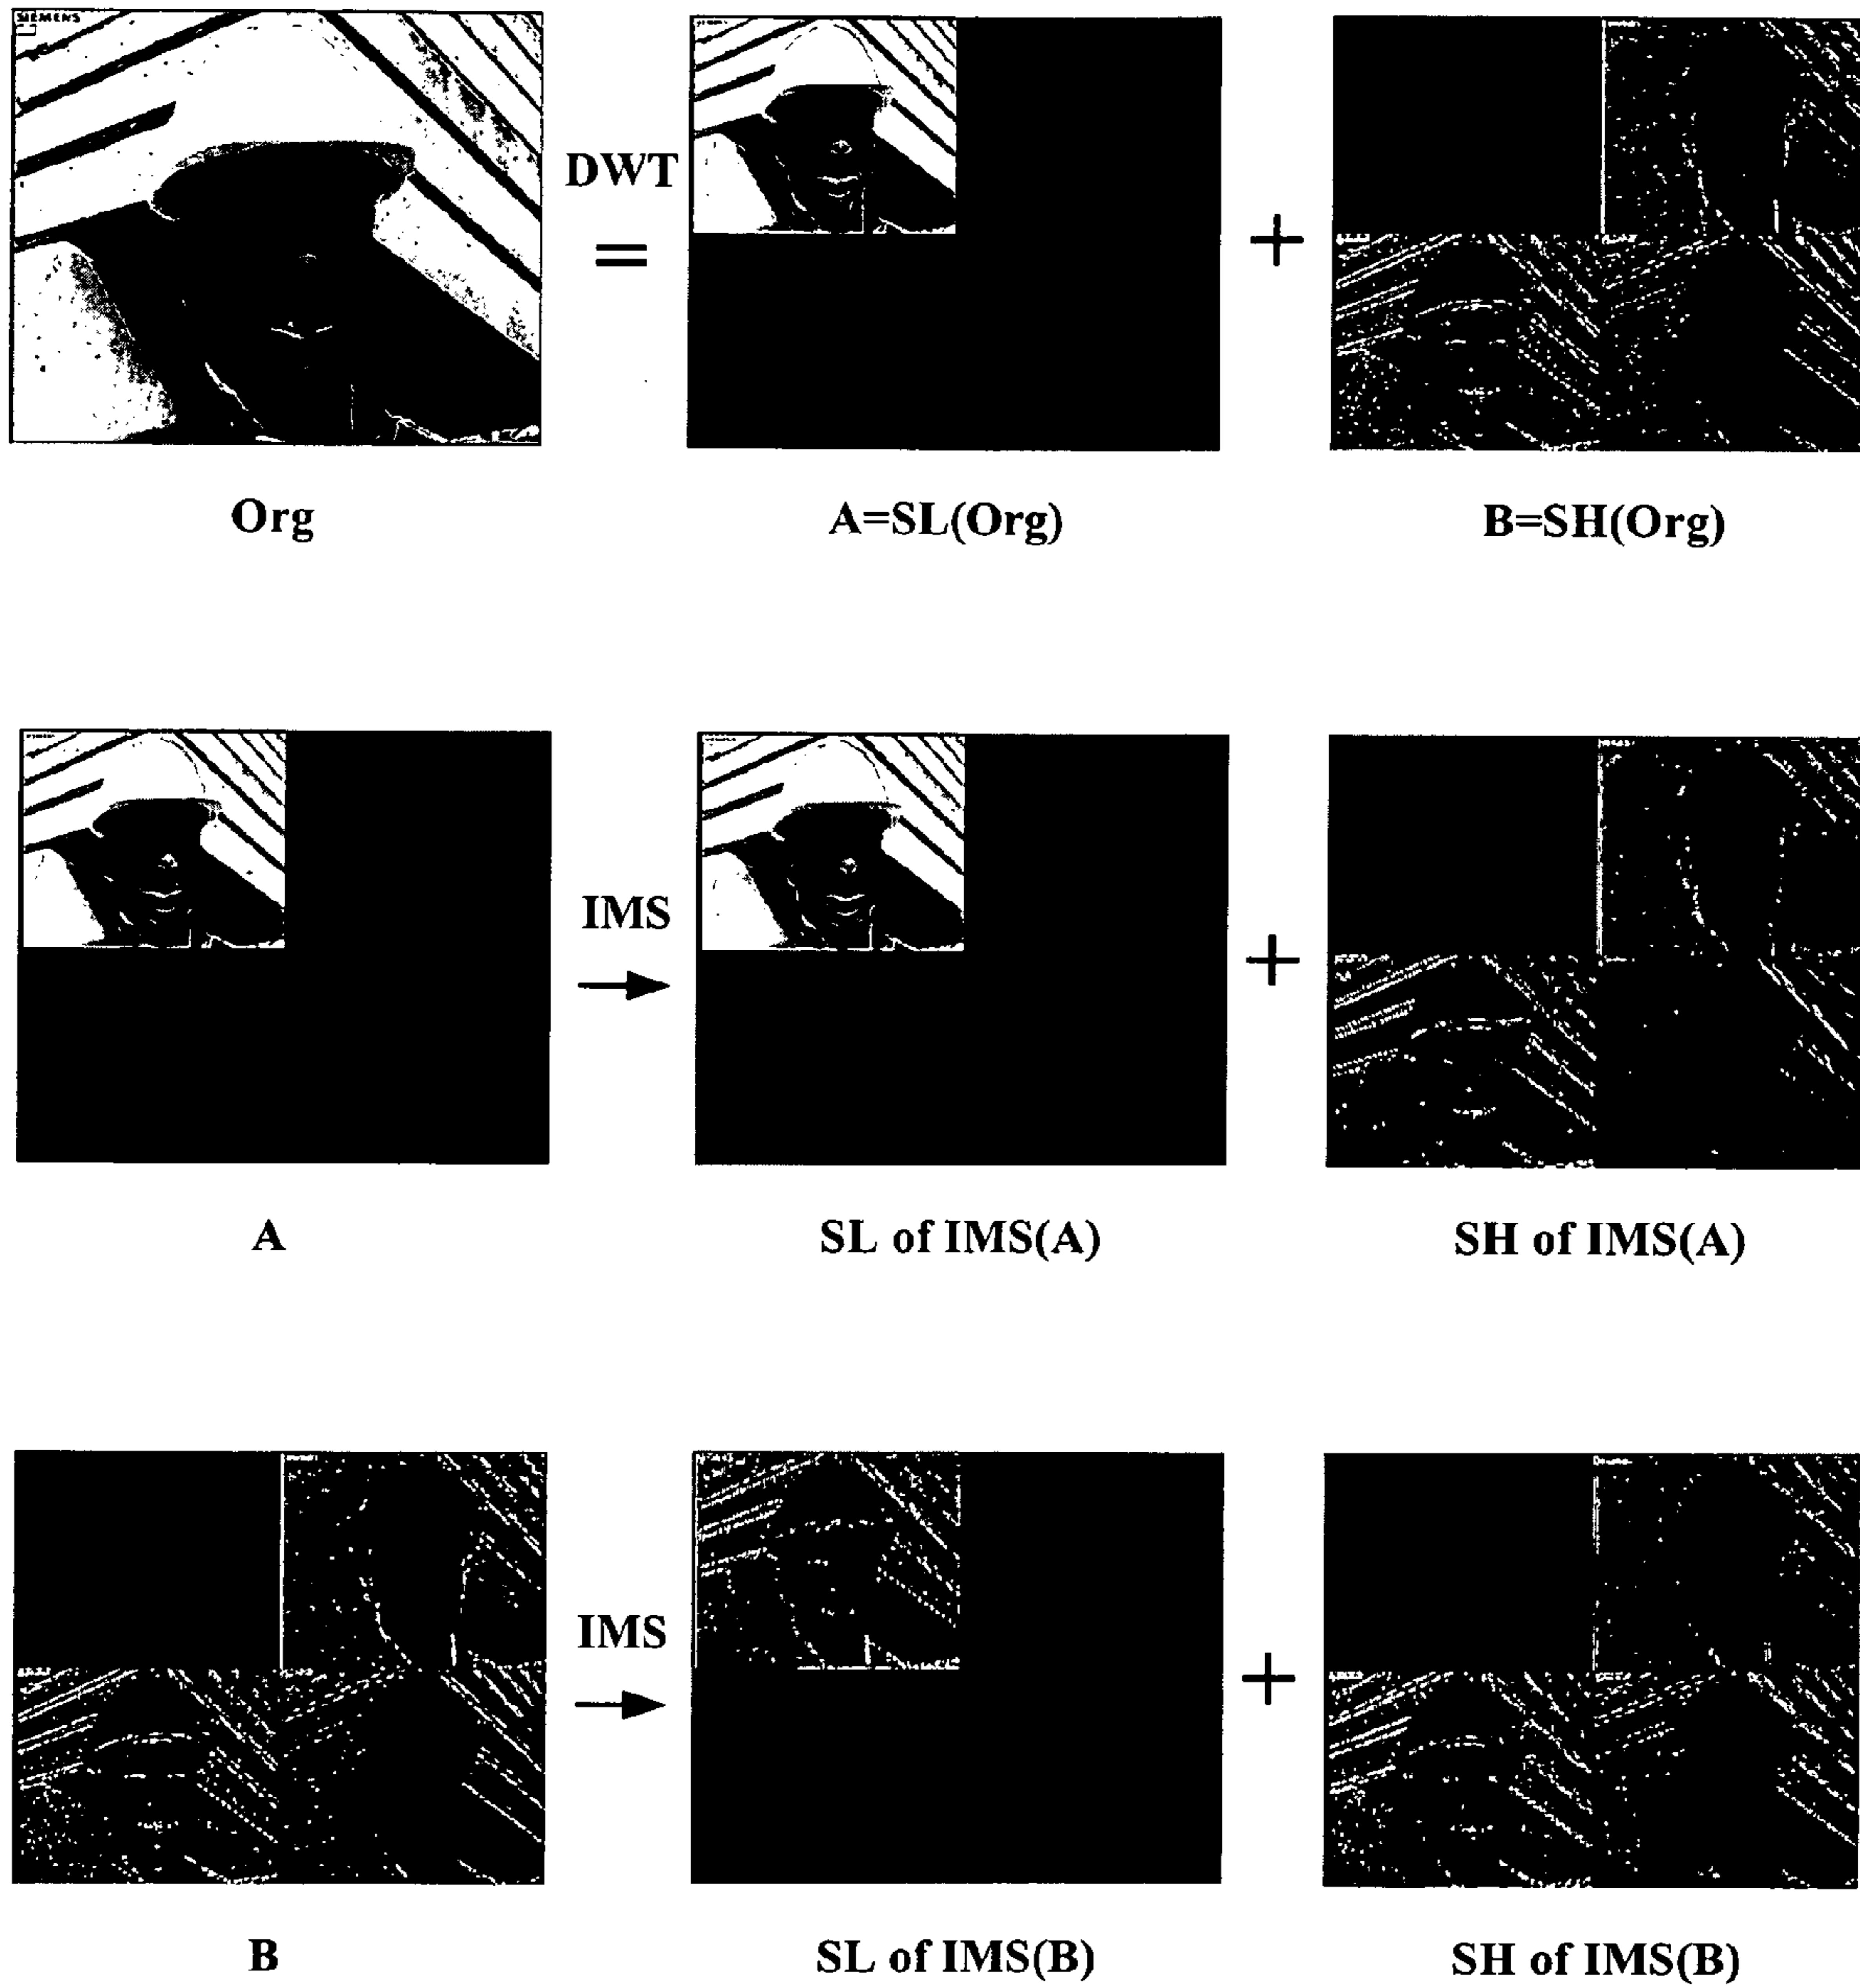 SIEMENS
DWT
=
+
Org
A=SL(Org)
B=SH(Org)
IMS
+
A
SL of IMS(A)
SH of IMS(A)
IMS
+
B
SL of IMS(B)
SH of IMS(B)